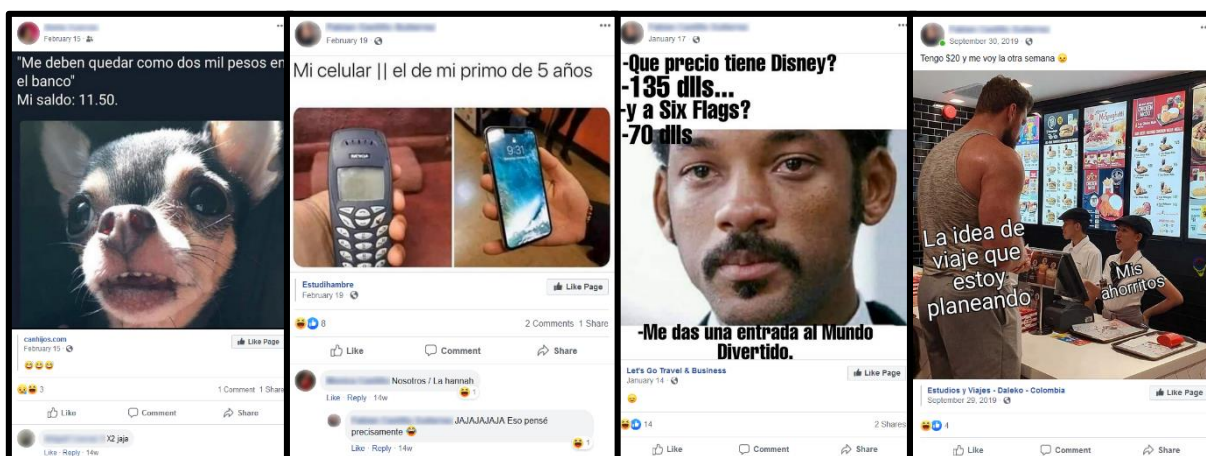 February 15
"Me deben quedar como dos mil pesos en
el banco"
Mi saldo: 11.50.
canhijos.com
February 15
Like Page
3
1 Comment 1 Share
Like Comment Share
X2 jaja
Like · Reply · 14w
February 19
Mi celular || el de mi primo de 5 años
NOKIA
9:31
Estudihambre
February 19
Like Page
8
2 Comments 1 Share
Like Comment Share
Nosotros / La hannah
1
Like · Reply · 14w
JAJAJAJAJA Eso pensé
precisamente
1
Like · Reply · 14w
January 17
-Que precio tiene Disney?
-135 dlls...
-y a Six Flags?
-70 dlls
-Me das una entrada al Mundo
Divertido.
Let's Go Travel & Business
January 14
Like Page
14
2 Shares
Like Comment Share
September 30, 2019
Tengo $20 y me voy la otra semana
La idea de
viaje que
estoy
planeando
Mis
ahorritos
Estudios y Viajes - Daleko - Colombia
September 29, 2019
Like Page
4
Like Comment Share